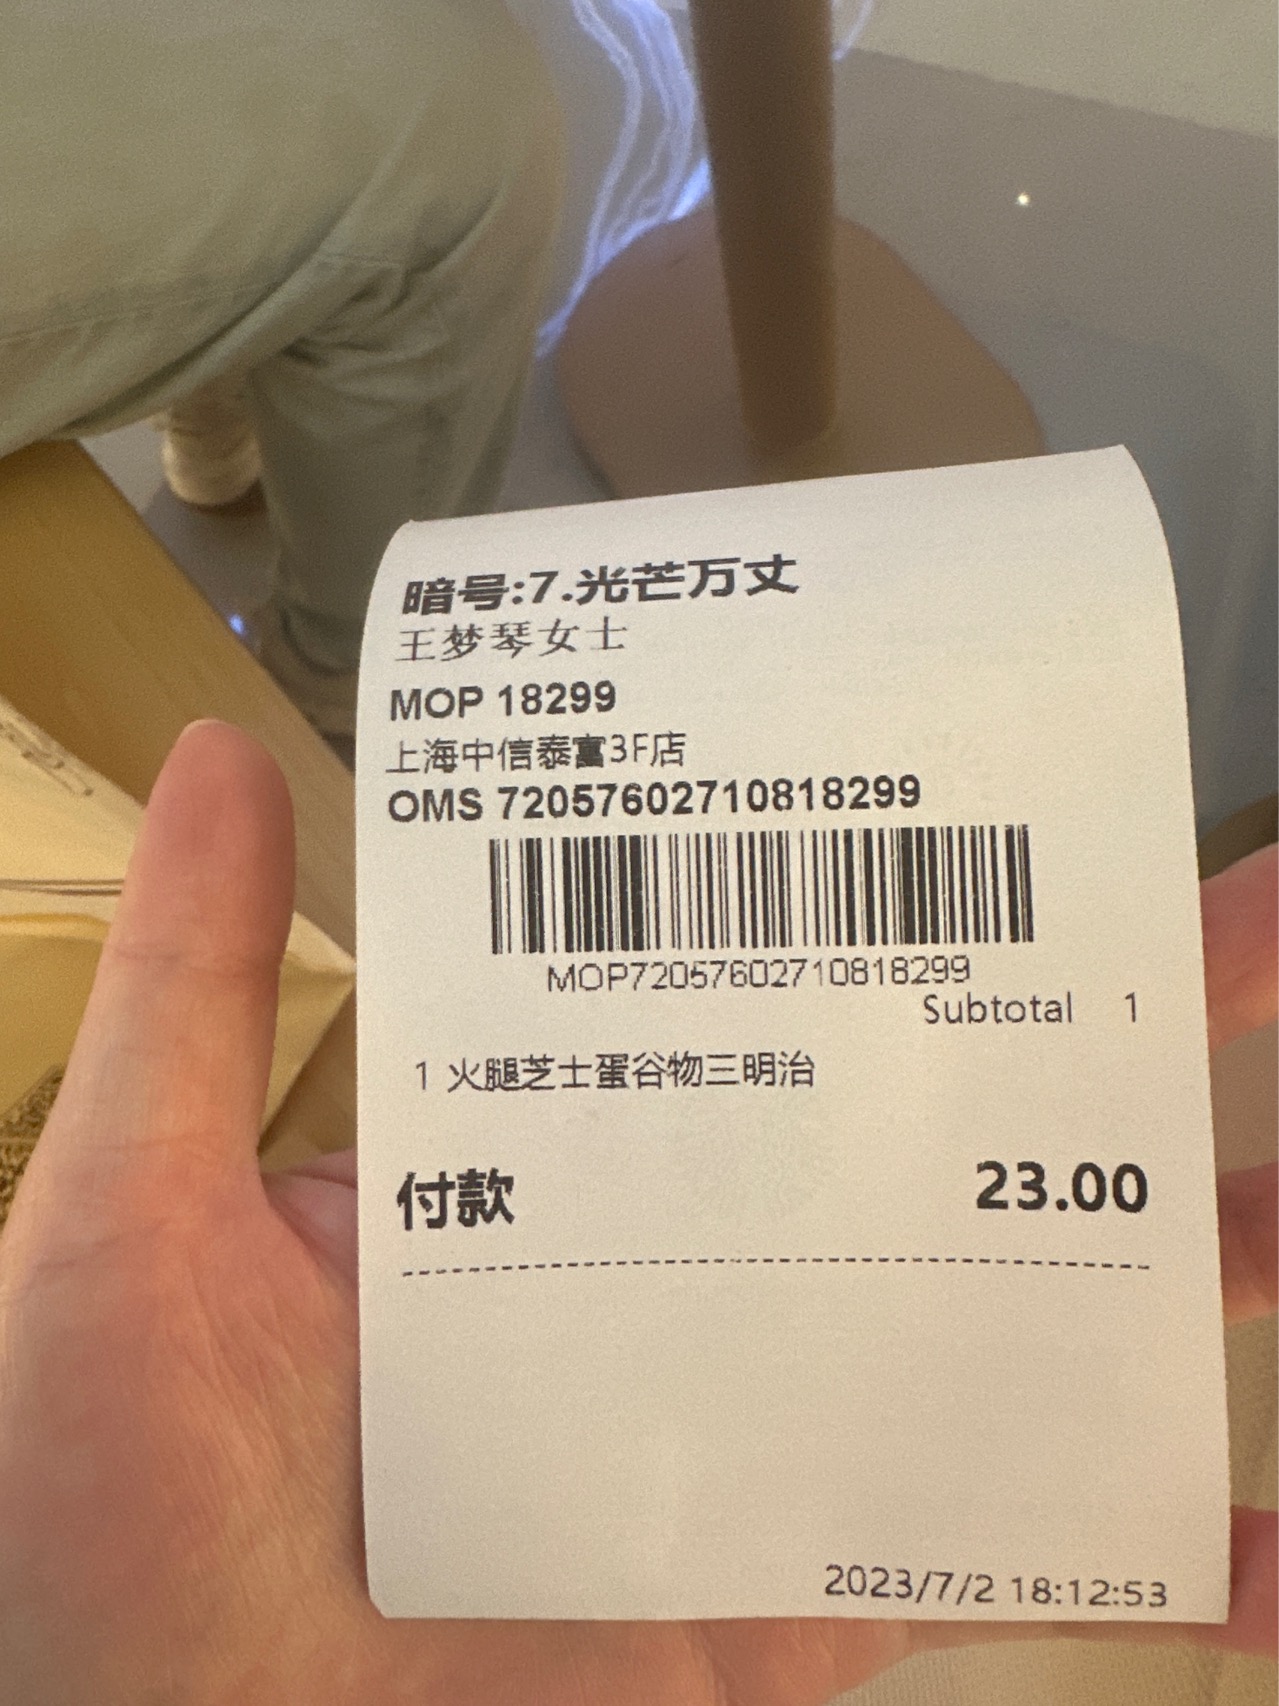 暗号:7.光芒万丈
王梦琴女士
MOP 18299
上海中信泰富3F店
OMS 72057602710818299
MOP72057602710818299
Subtotal 1
1 火腿芝士蛋谷物三明治
付款 23.00
2023/7/2 18:12:53